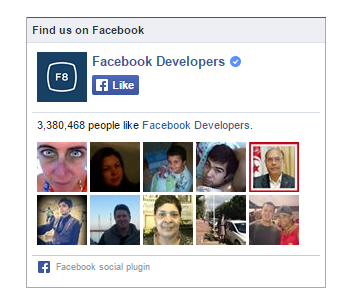 Find us on Facebook
Facebook Developers
F8
Like
3,380,468 people like Facebook Developers.
Facebook social plugin